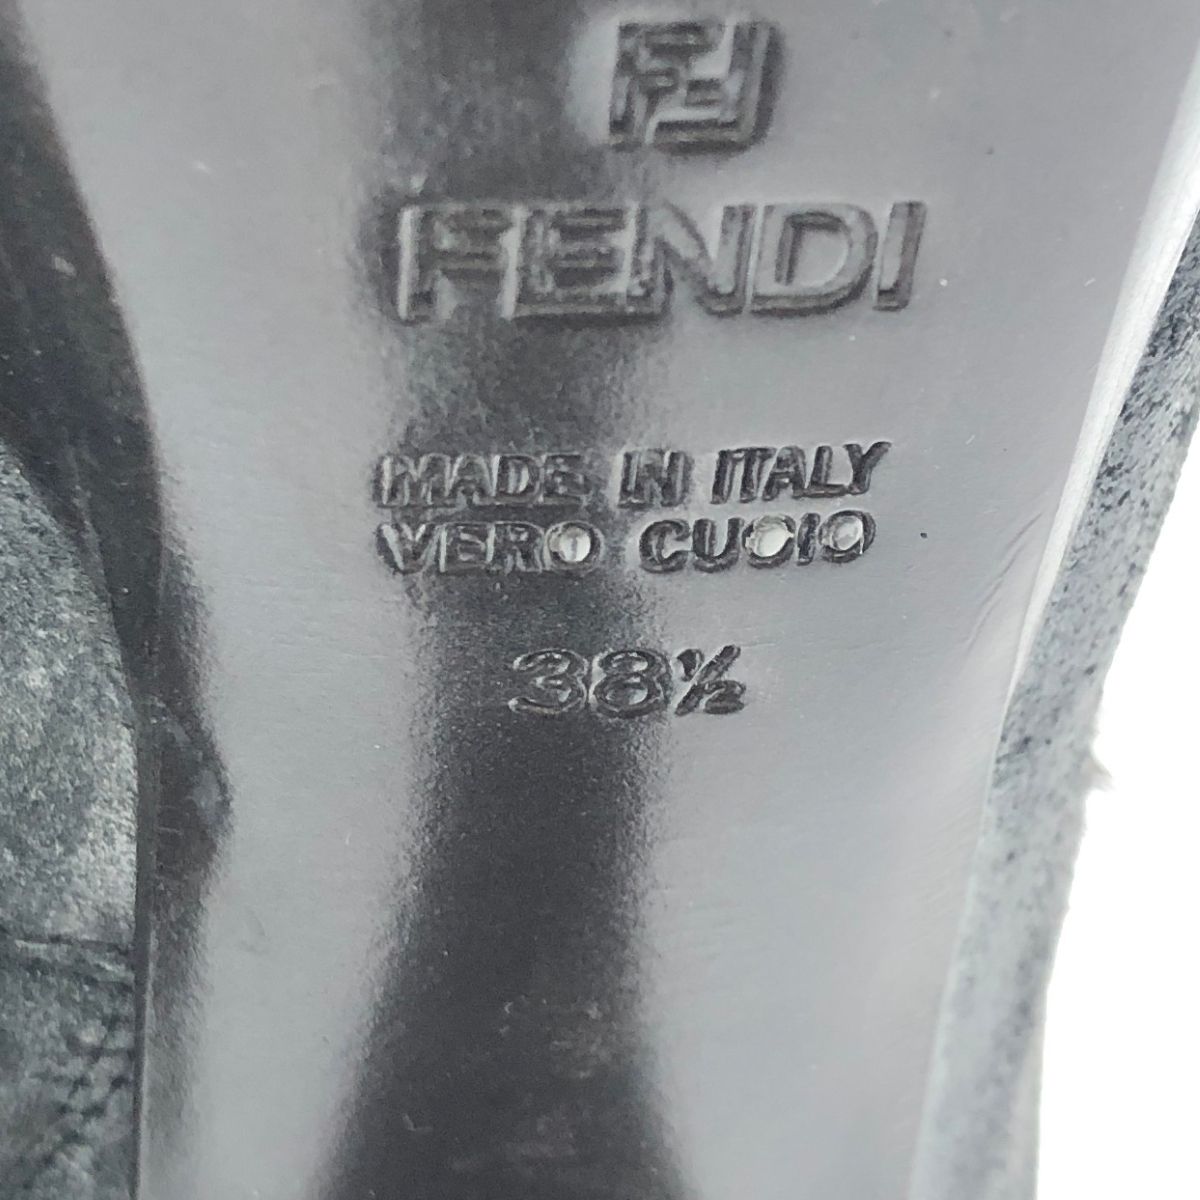 FF
FENDI
MADE IN ITALY
VERO CUOIO
38½